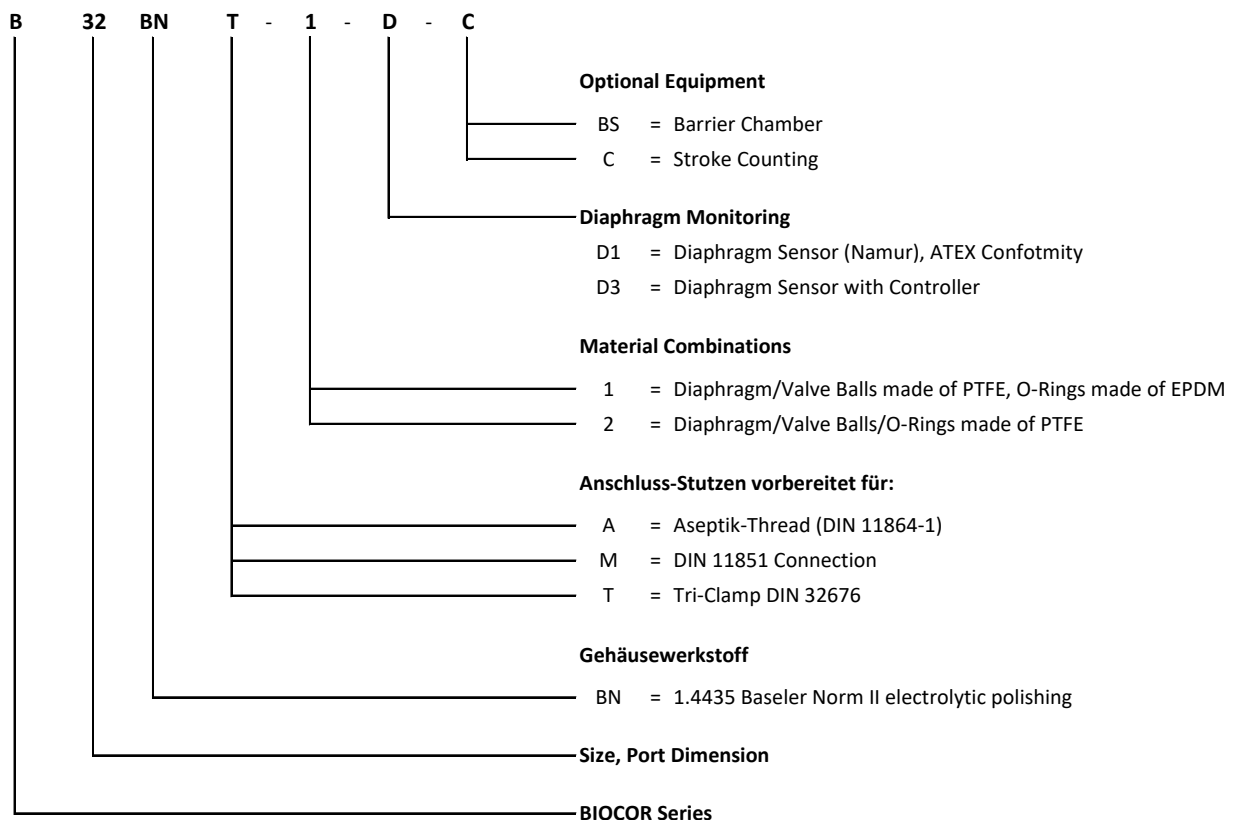 B 32 BN T - 1 - D - C
Optional Equipment
BS = Barrier Chamber
C = Stroke Counting
Diaphragm Monitoring
D1 = Diaphragm Sensor (Namur), ATEX Confotmity
D3 = Diaphragm Sensor with Controller
Material Combinations
1 = Diaphragm/Valve Balls made of PTFE, O-Rings made of EPDM
2 = Diaphragm/Valve Balls/O-Rings made of PTFE
Anschluss-Stutzen vorbereitet für:
A = Aseptik-Thread (DIN 11864-1)
M = DIN 11851 Connection
T = Tri-Clamp DIN 32676
Gehäusewerkstoff
BN = 1.4435 Baseler Norm II electrolytic polishing
Size, Port Dimension
BIOCOR Series